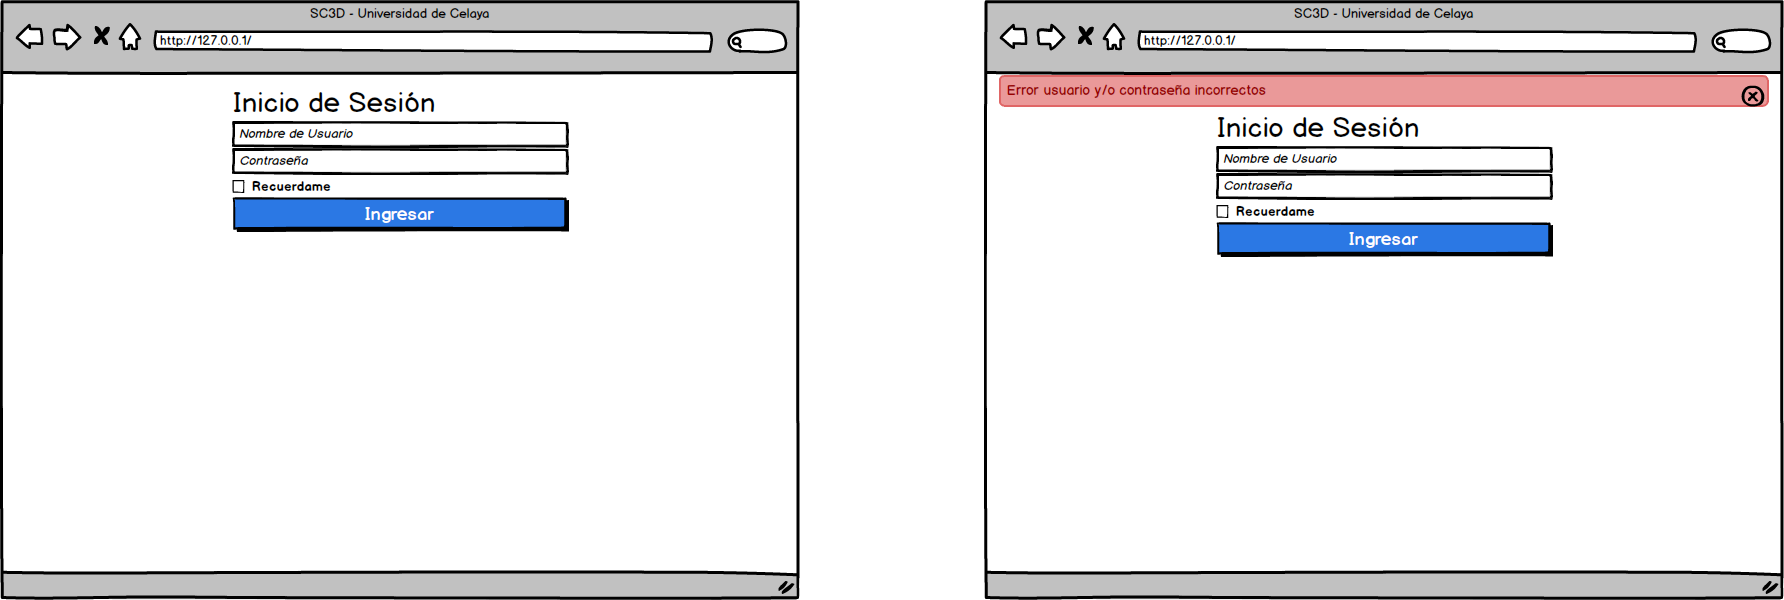 SC3D - Universidad de Celaya
http://127.0.0.1/
Inicio de Sesión
Nombre de Usuario
Contraseña
Recuerdame
Ingresar
SC3D - Universidad de Celaya
http://127.0.0.1/
Error usuario y/o contraseña incorrectos
Inicio de Sesión
Nombre de Usuario
Contraseña
Recuerdame
Ingresar